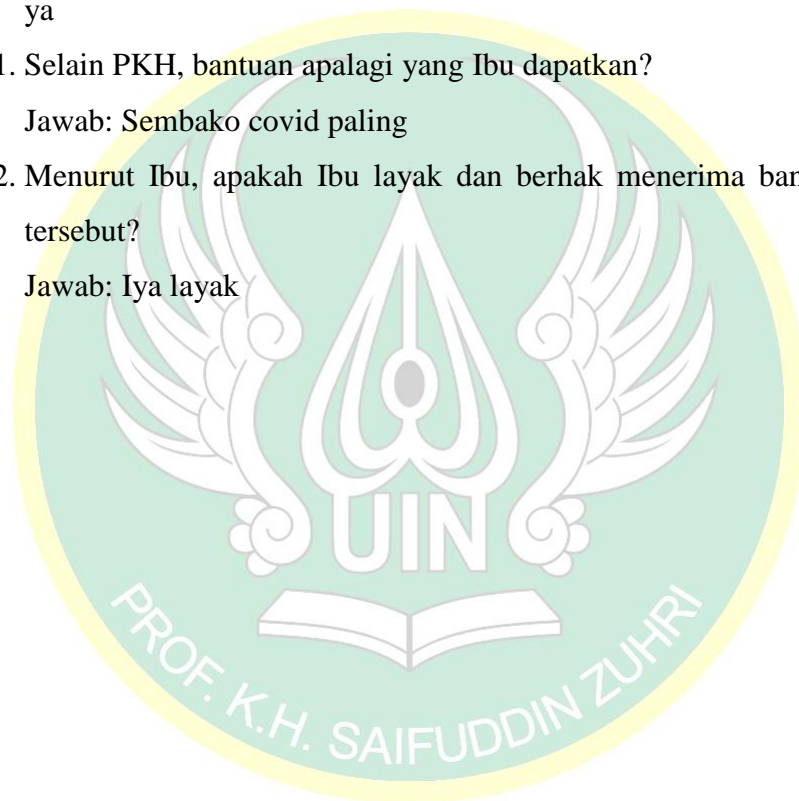 ya
1. Selain PKH, bantuan apalagi yang Ibu dapatkan?
Jawab: Sembako covid paling
2. Menurut Ibu, apakah Ibu layak dan berhak menerima ban
tersebut?
Jawab: Iya layak
UIN
PROF. K.H. SAIFUDDIN ZUHRI